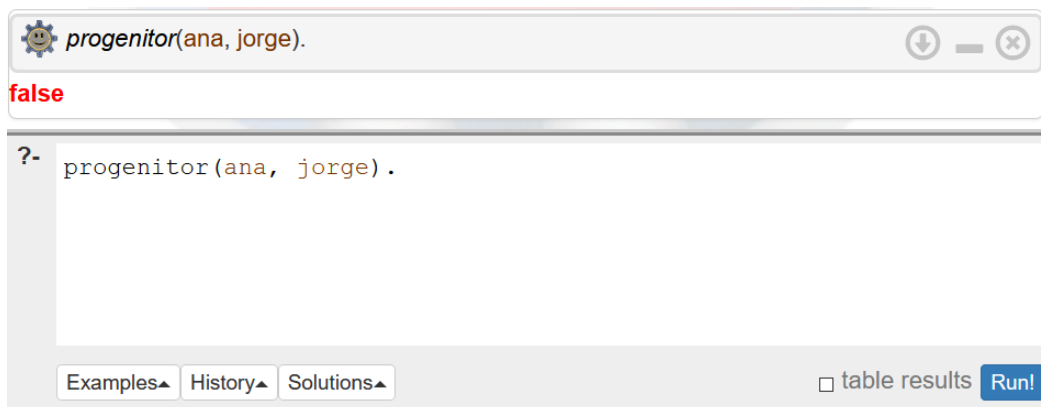 progenitor(ana, jorge).
false
?- progenitor(ana, jorge).
Examples▴ History▴ Solutions▴ table results Run!